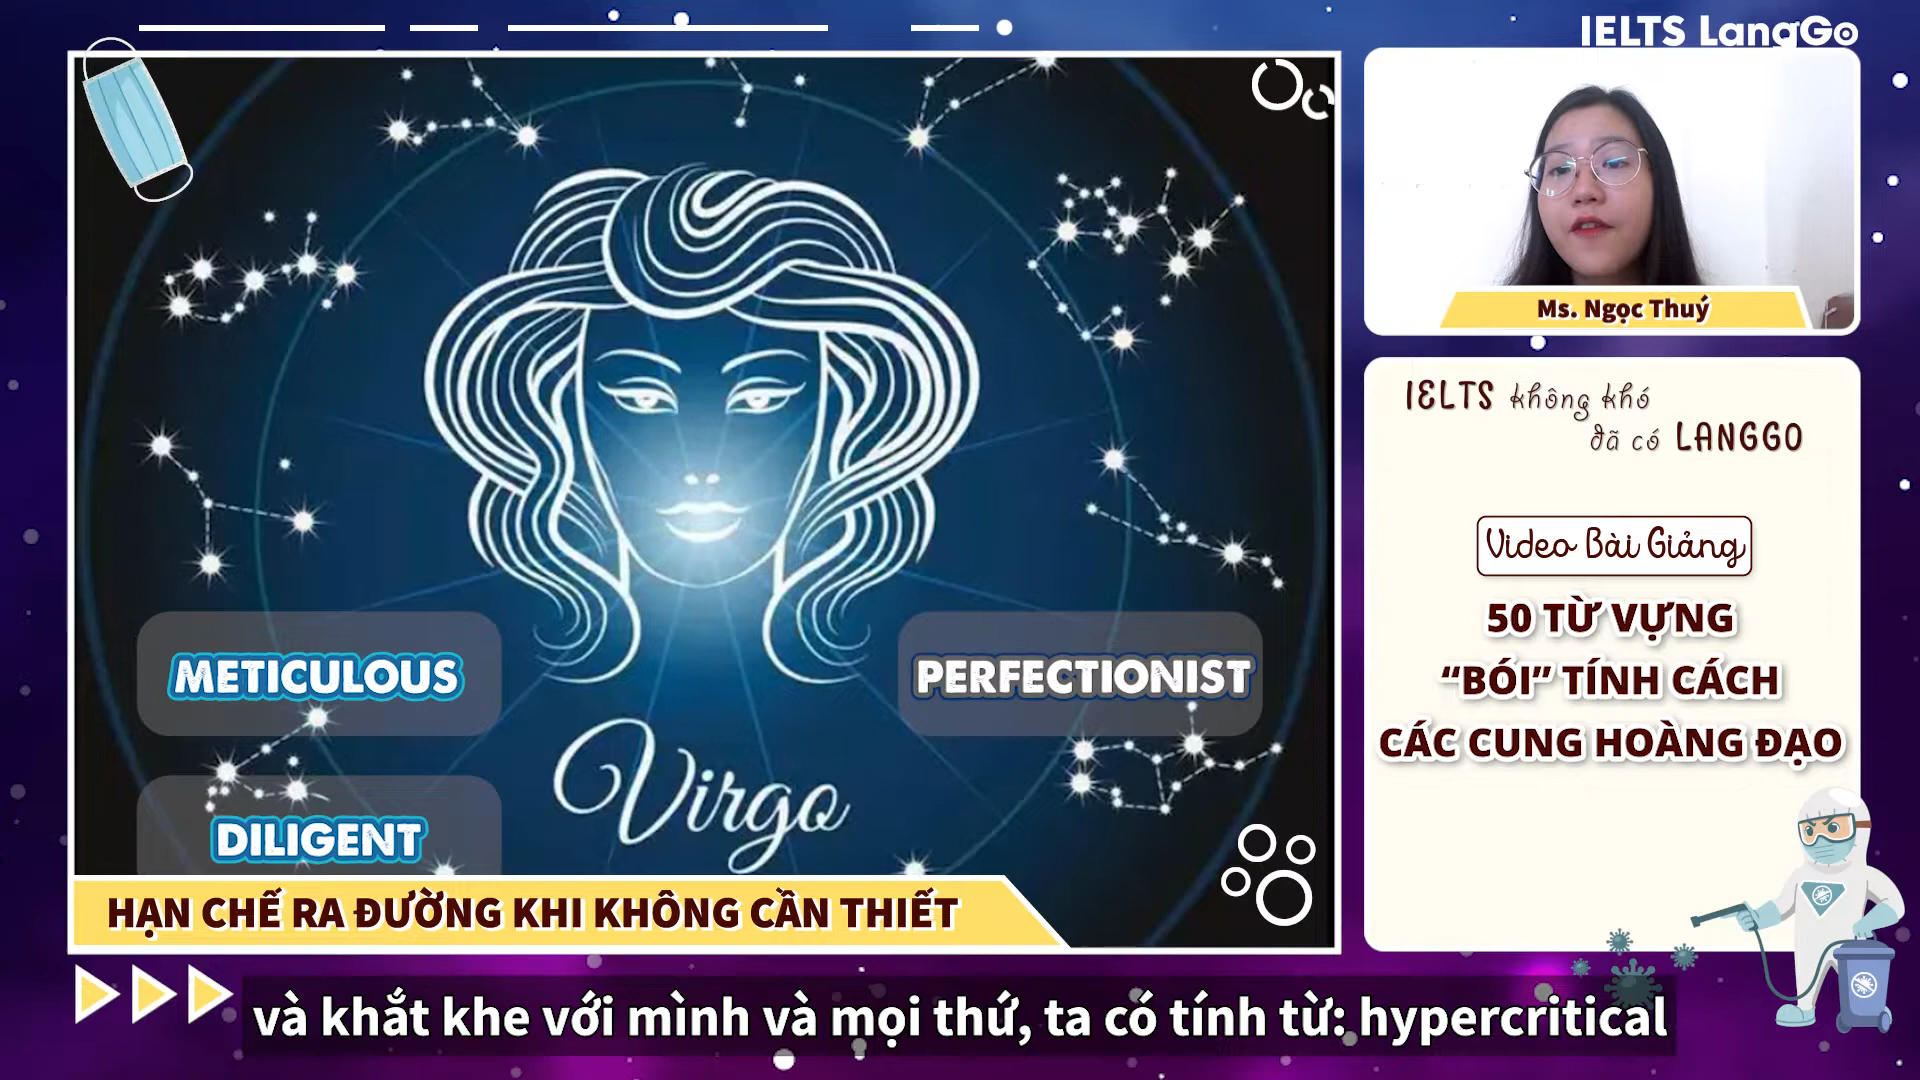 IELTS LangGo
Ms. Ngọc Thuý
IELTS không khó
đã có LANGGO
Video Bài Giảng
50 TỪ VỰNG
“BÓI” TÍNH CÁCH
CÁC CUNG HOÀNG ĐẠO
METICULOUS
PERFECTIONIST
DILIGENT
Virgo
HẠN CHẾ RA ĐƯỜNG KHI KHÔNG CẦN THIẾT
và khắt khe với mình và mọi thứ, ta có tính từ: hypercritical